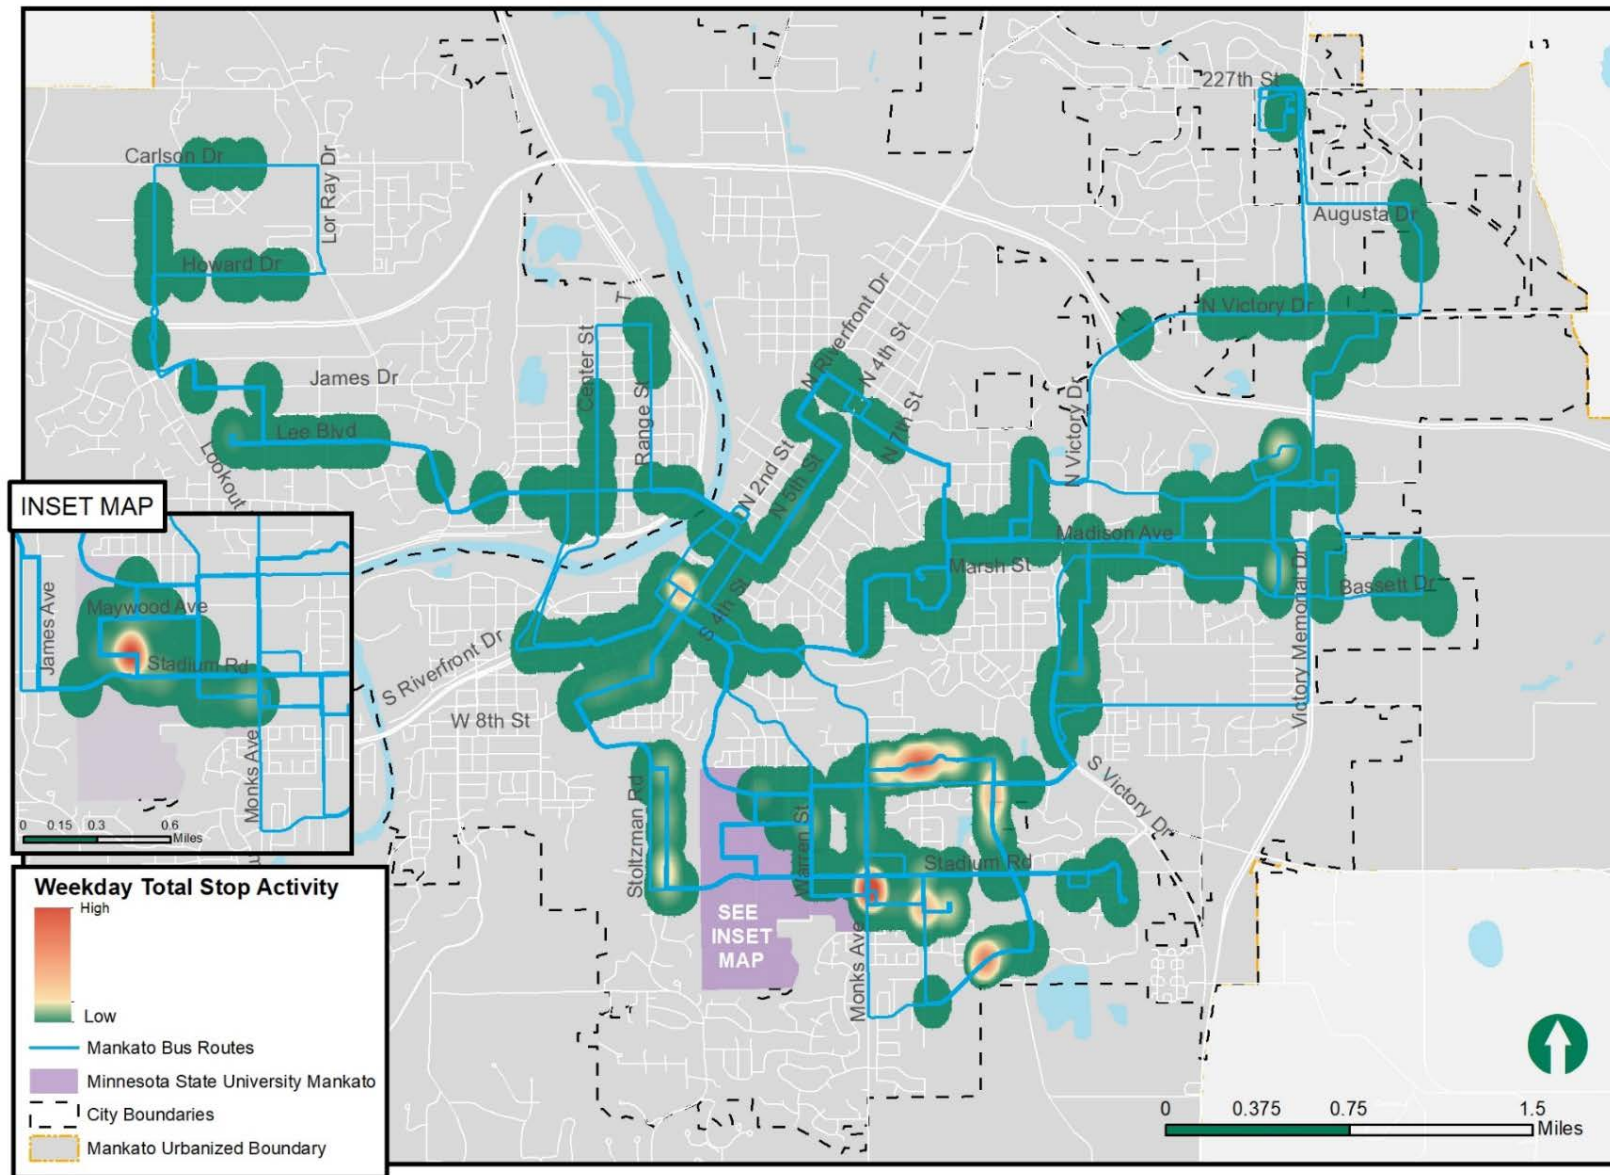 227th St
Carlson Dr
Lor Ray Dr
Augusta Dr
Howard Dr
N Victory Dr
N Riverfront Dr
N 4th St
Center St
James Dr
Range St
N 7th St
N Victory Dr
Lee Blvd
Lookout
N 2nd St
N 5th St
Madison Ave
Marsh St
Bassett Dr
S 4th St
Victory Memorial Dr
S Riverfront Dr
W 8th St
S Victory Dr
Stoltzman Rd
Warren St
Stadium Rd
Monks Ave
SEE
INSET
MAP
INSET MAP
James Ave
Maywood Ave
Stadium Rd
Monks Ave
0 0.15 0.3 0.6
Miles
Weekday Total Stop Activity
High
Low
Mankato Bus Routes
Minnesota State University Mankato
City Boundaries
Mankato Urbanized Boundary
0 0.375 0.75 1.5
Miles